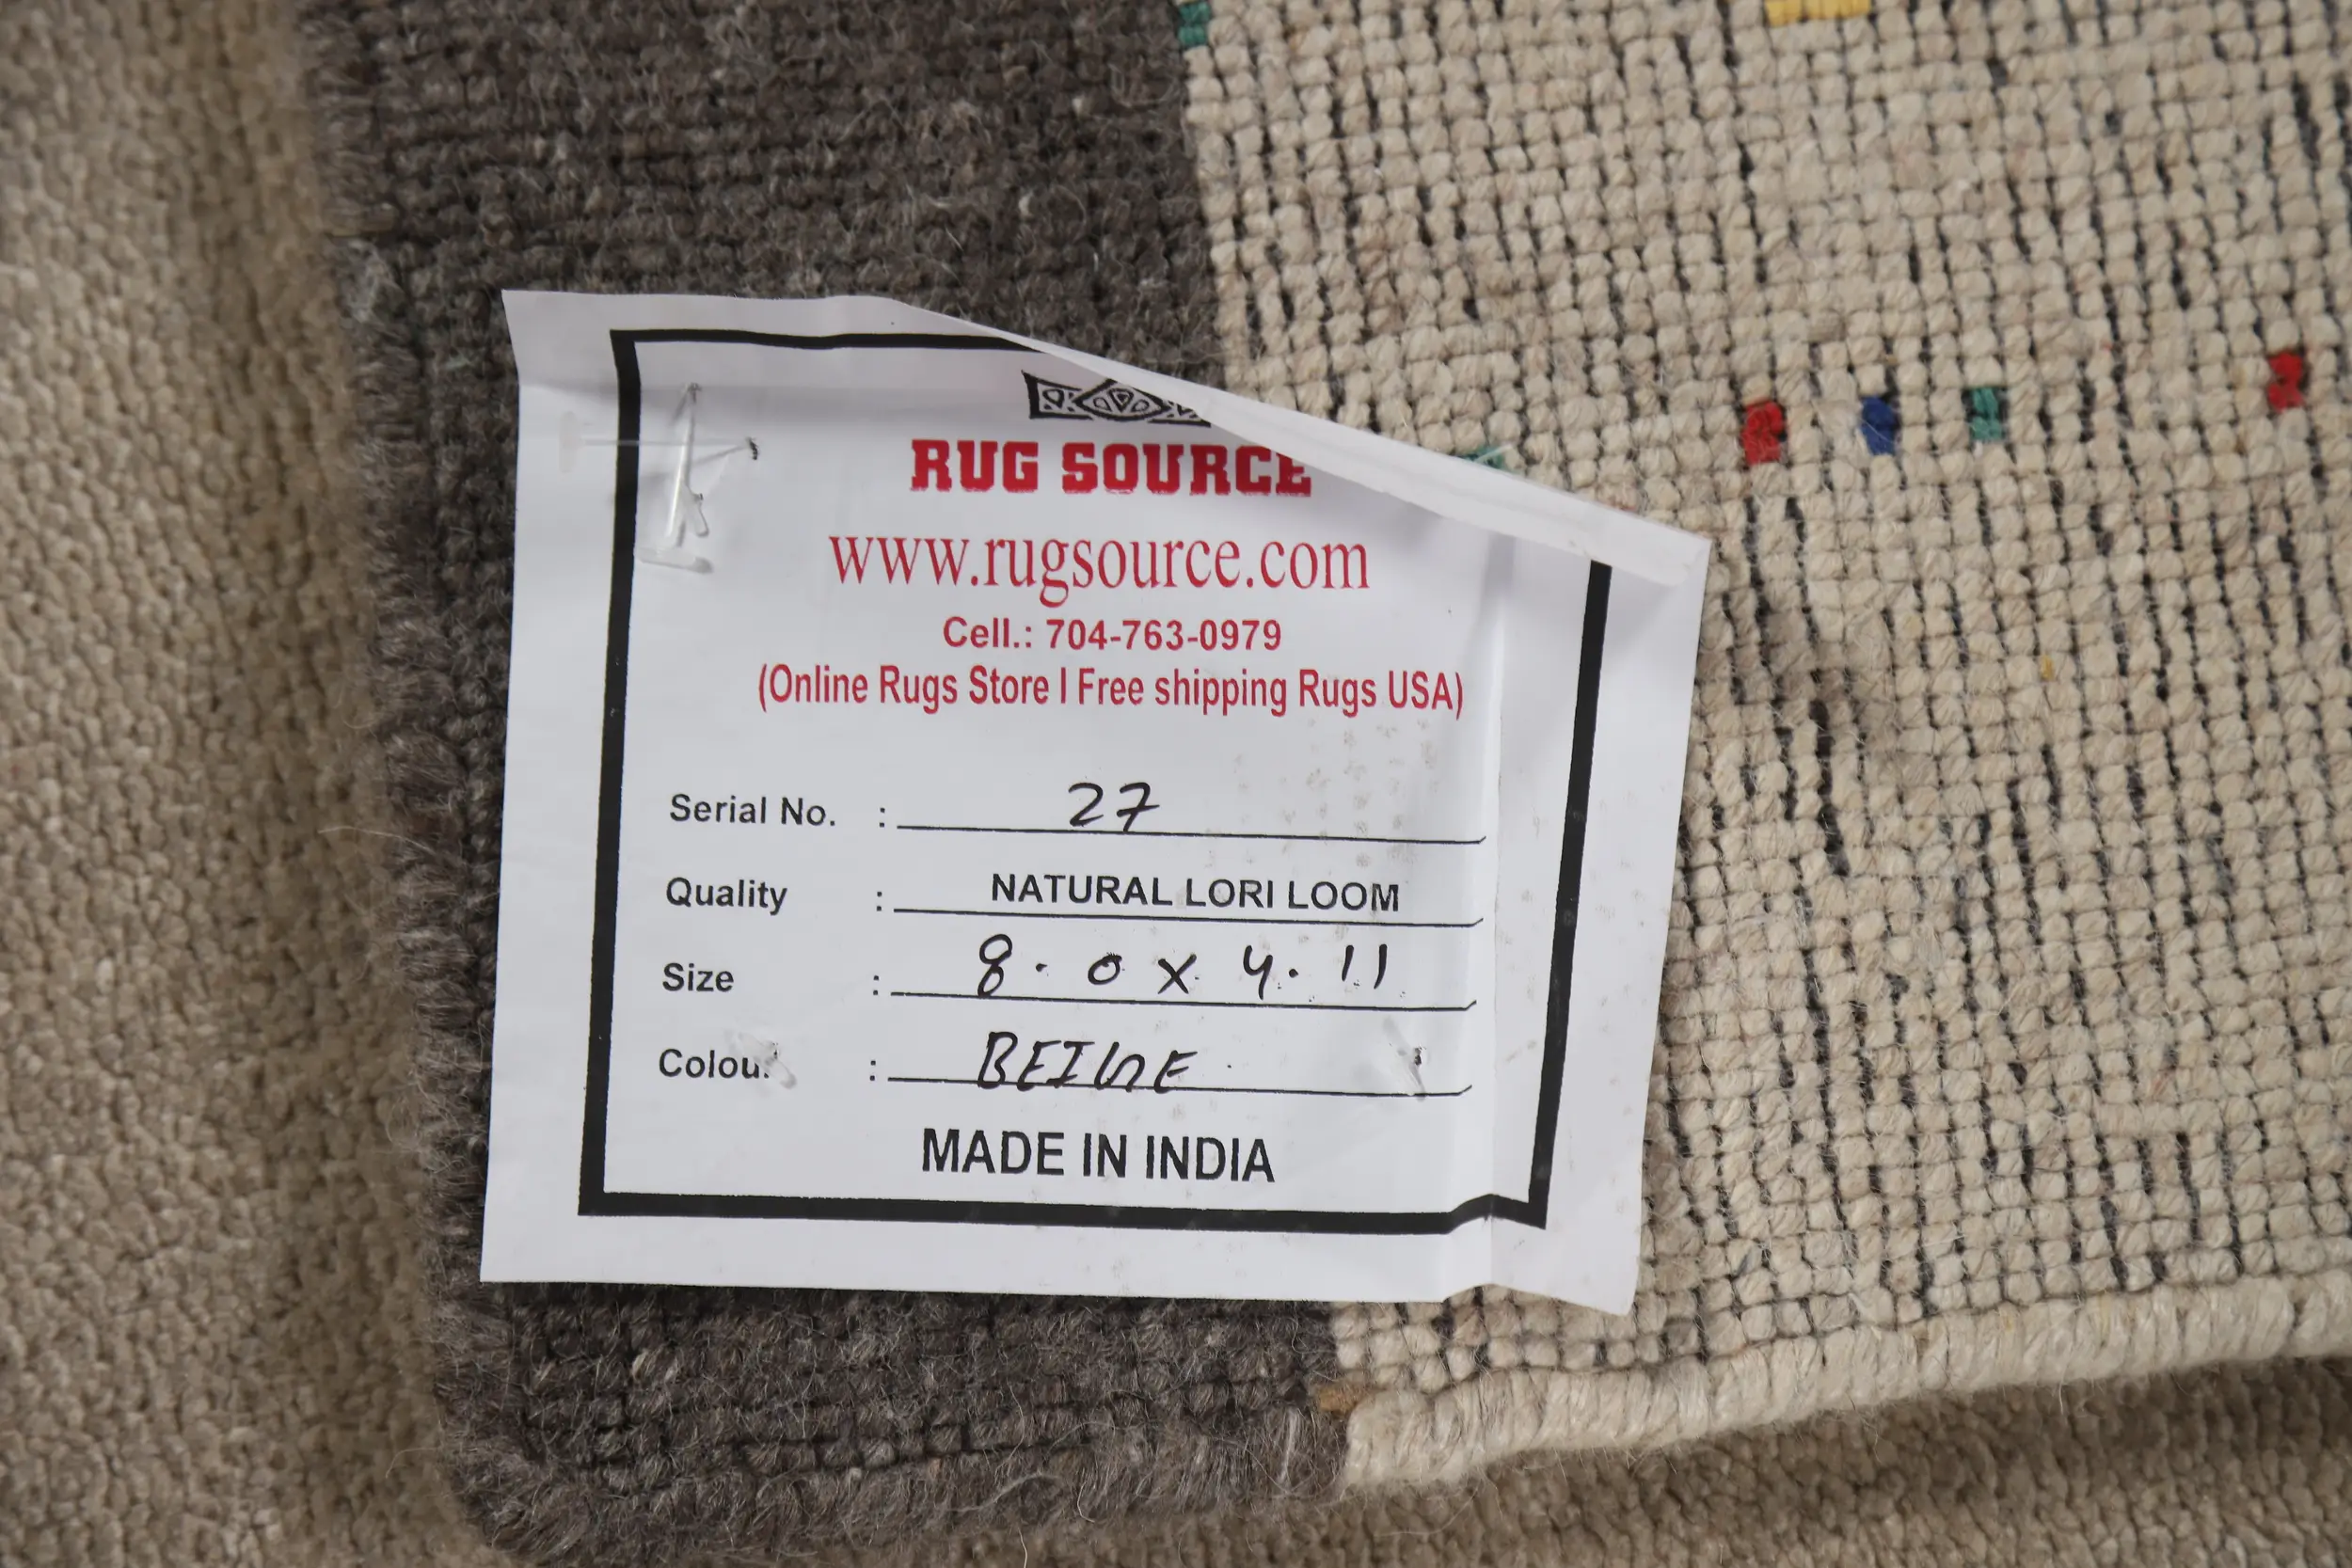 RUG SOURCE
www.rugsource.com
Cell.: 704-763-0979
(Online Rugs Store I Free shipping Rugs USA)
Serial No. : 27
Quality : NATURAL LORI LOOM
Size : 8.0 x 4.11
Colour : BEIGE
MADE IN INDIA